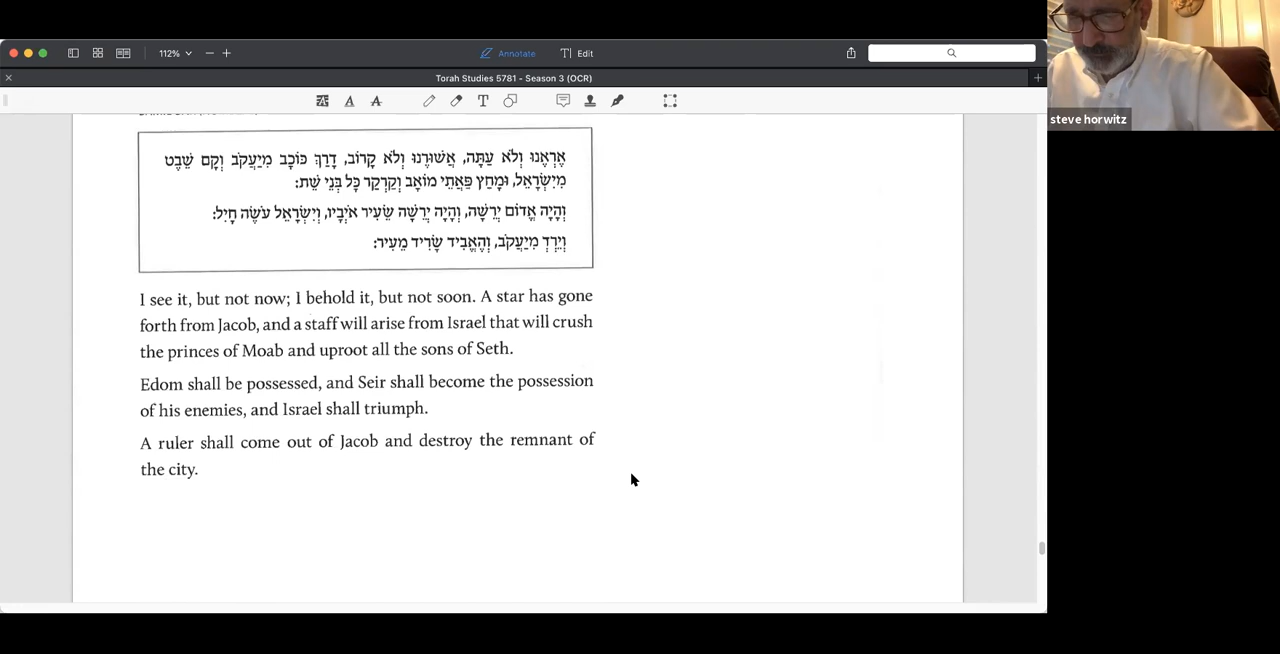 112%
Annotate
Edit
Torah Studies 5781 - Season 3 (OCR)
אֶרְאֶנּוּ וְלֹא עַתָּה, אֲשׁוּרֶנּוּ וְלֹא קָרוֹב, דָּרַךְ כּוֹכָב מִיַּעֲקֹב וְקָם שֵׁבֶט
מִיִּשְׂרָאֵל, וּמָחַץ פַּאֲתֵי מוֹאָב וְקַרְקַר כָּל בְּנֵי שֵׁת:
וְהָיָה אֱדוֹם יְרֵשָׁה, וְהָיָה יְרֵשָׁה שֵׂעִיר אֹיְבָיו, וְיִשְׂרָאֵל עֹשֶׂה חָיִל:
וְיֵרְדְּ מִיַּעֲקֹב, וְהֶאֱבִיד שָׂרִיד מֵעִיר:
I see it, but not now; I behold it, but not soon. A star has gone
forth from Jacob, and a staff will arise from Israel that will crush
the princes of Moab and uproot all the sons of Seth.
Edom shall be possessed, and Seir shall become the possession
of his enemies, and Israel shall triumph.
A ruler shall come out of Jacob and destroy the remnant of
the city.
steve horwitz